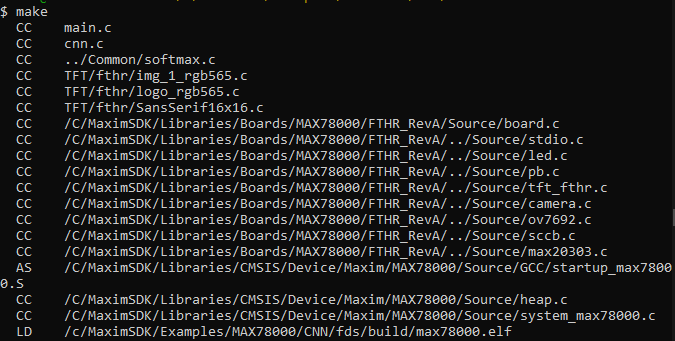 $ make
CC main.c
CC cnn.c
CC ../Common/softmax.c
CC TFT/fthr/img_1_rgb565.c
CC TFT/fthr/logo_rgb565.c
CC TFT/fthr/SansSerif16x16.c
CC /C/MaximSDK/Libraries/Boards/MAX78000/FTHR_RevA/Source/board.c
CC /C/MaximSDK/Libraries/Boards/MAX78000/FTHR_RevA/../Source/stdio.c
CC /C/MaximSDK/Libraries/Boards/MAX78000/FTHR_RevA/../Source/led.c
CC /C/MaximSDK/Libraries/Boards/MAX78000/FTHR_RevA/../Source/pb.c
CC /C/MaximSDK/Libraries/Boards/MAX78000/FTHR_RevA/../Source/tft_fthr.c
CC /C/MaximSDK/Libraries/Boards/MAX78000/FTHR_RevA/../Source/camera.c
CC /C/MaximSDK/Libraries/Boards/MAX78000/FTHR_RevA/../Source/ov7692.c
CC /C/MaximSDK/Libraries/Boards/MAX78000/FTHR_RevA/../Source/sccb.c
CC /C/MaximSDK/Libraries/Boards/MAX78000/FTHR_RevA/../Source/max20303.c
AS /C/MaximSDK/Libraries/CMSIS/Device/Maxim/MAX78000/Source/GCC/startup_max7800
0.S
CC /C/MaximSDK/Libraries/CMSIS/Device/Maxim/MAX78000/Source/heap.c
CC /C/MaximSDK/Libraries/CMSIS/Device/Maxim/MAX78000/Source/system_max78000.c
LD /c/MaximSDK/Examples/MAX78000/CNN/fds/build/max78000.elf